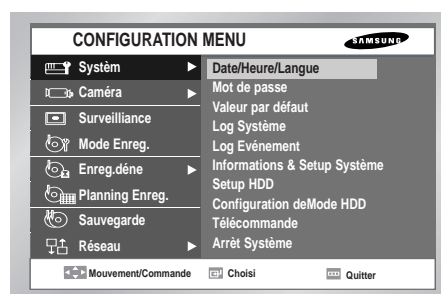 CONFIGURATION MENU
SAMSUNG
Systèm
Caméra
Surveilliance
Mode Enreg.
Enreg.déne
Planning Enreg.
Sauvegarde
Réseau
Date/Heure/Langue
Mot de passe
Valeur par défaut
Log Système
Log Evénement
Informations & Setup Système
Setup HDD
Configuration deMode HDD
Télécommande
Arrèt Système
Mouvement/Commande
Choisi
Quitter